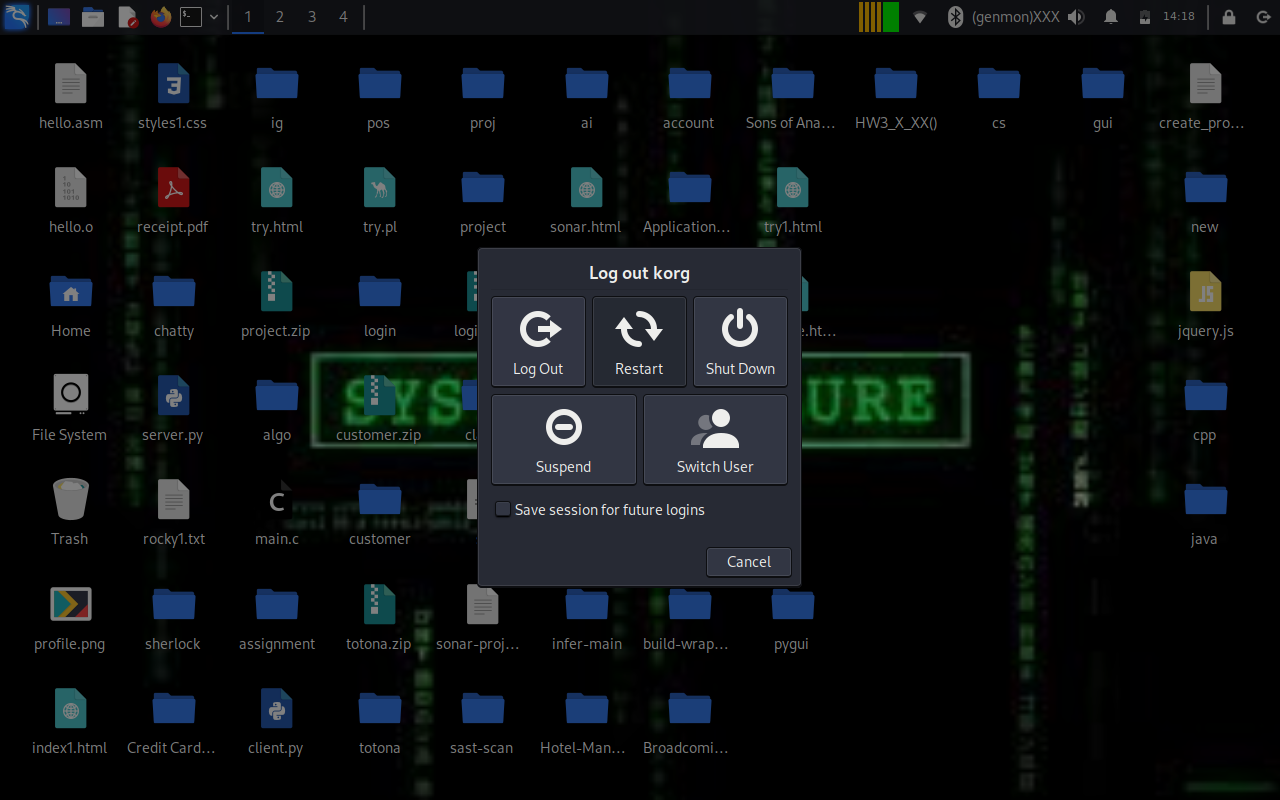 1 2 3 4 (genmon)XXX 14:18
hello.asm styles1.css ig pos proj ai account Sons of Ana... HW3_X_XX() cs gui create_pro...
hello.o receipt.pdf try.html try.pl project sonar.html Application... try1.html new
Log out korg
Home chatty project.zip login jquery.js
Log Out Restart Shut Down
SYS URE
File System server.py algo customer.zip cpp
Suspend Switch User
Save session for future logins
Trash rocky1.txt main.c customer java
Cancel
profile.png sherlock assignment totona.zip sonar-proj... infer-main build-wrap... pygui
index1.html Credit Card... client.py totona sast-scan Hotel-Man... Broadcomi...